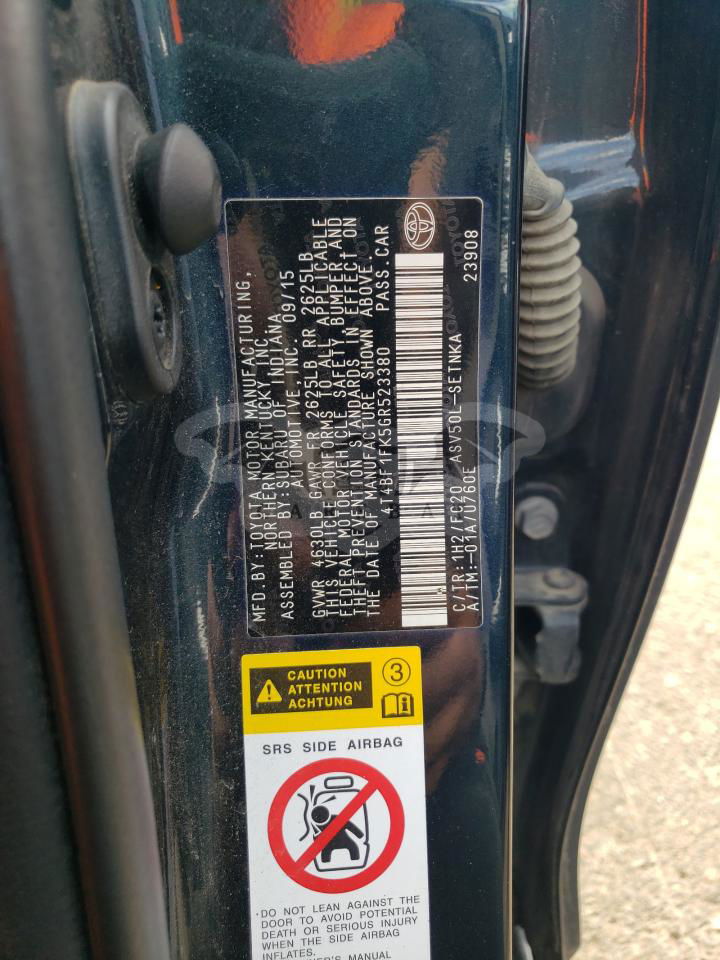 MFD. BY:TOYOTA MOTOR MANUFACTURING,
NORTHERN KENTUCKY INC.
ASSEMBLED BY:SUBARU OF INDIANA
AUTOMOTIVE, INC. 09/15
GVWR 4630LB GAWR FR 2625LB RR 2625LB
THIS VEHICLE CONFORMS TO ALL APPLICABLE
FEDERAL MOTOR VEHICLE SAFETY, BUMPER AND
THEFT PREVENTION STANDARDS IN EFFECT ON
THE DATE OF MANUFACTURE SHOWN ABOVE.
4T4BF1FK5GR523380 PASS.CAR
C/TR:1H2/FC20 ASV50L-SETNKA
A/TM:-01A/U760E 23908
TOYOTA
CAUTION
ATTENTION
ACHTUNG
3
SRS SIDE AIRBAG
·DO NOT LEAN AGAINST THE
DOOR TO AVOID POTENTIAL
DEATH OR SERIOUS INJURY
WHEN THE SIDE AIRBAG
INFLATES.
OWNER'S MANUAL